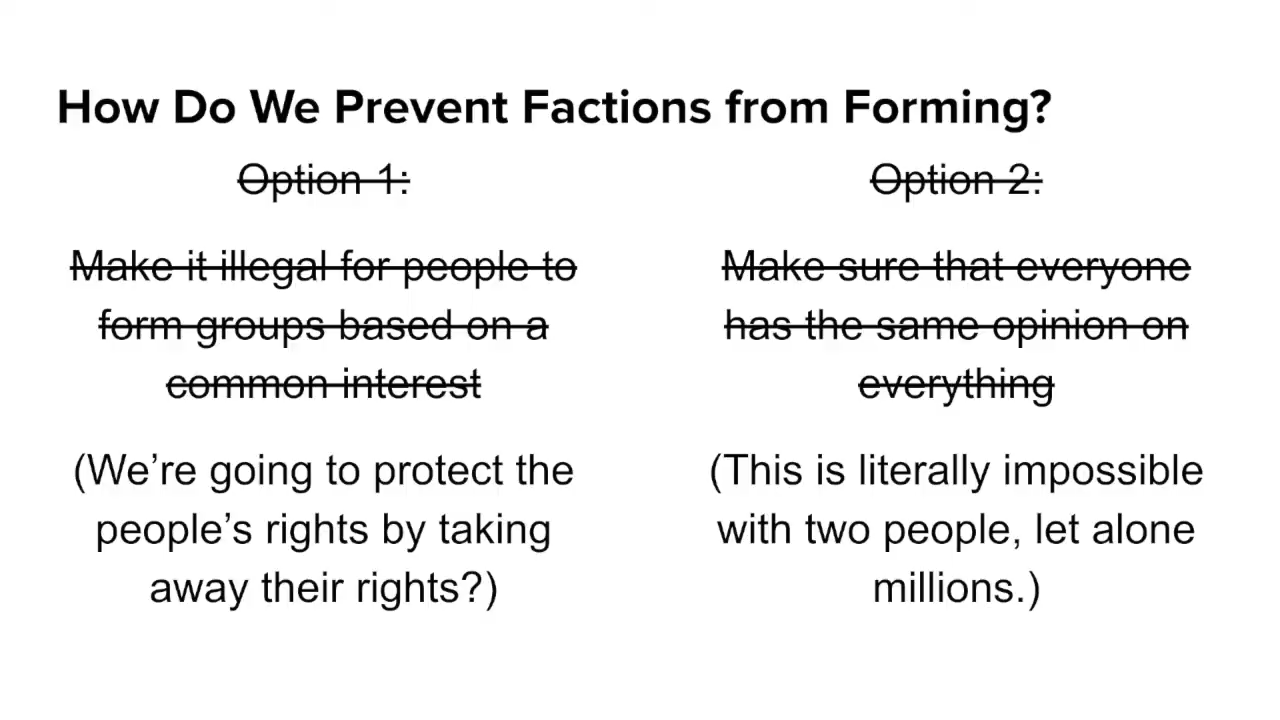 How Do We Prevent Factions from Forming?
Option 1:
Make it illegal for people to
form groups based on a
common interest
(We’re going to protect the
people’s rights by taking
away their rights?)
Option 2:
Make sure that everyone
has the same opinion on
everything
(This is literally impossible
with two people, let alone
millions.)